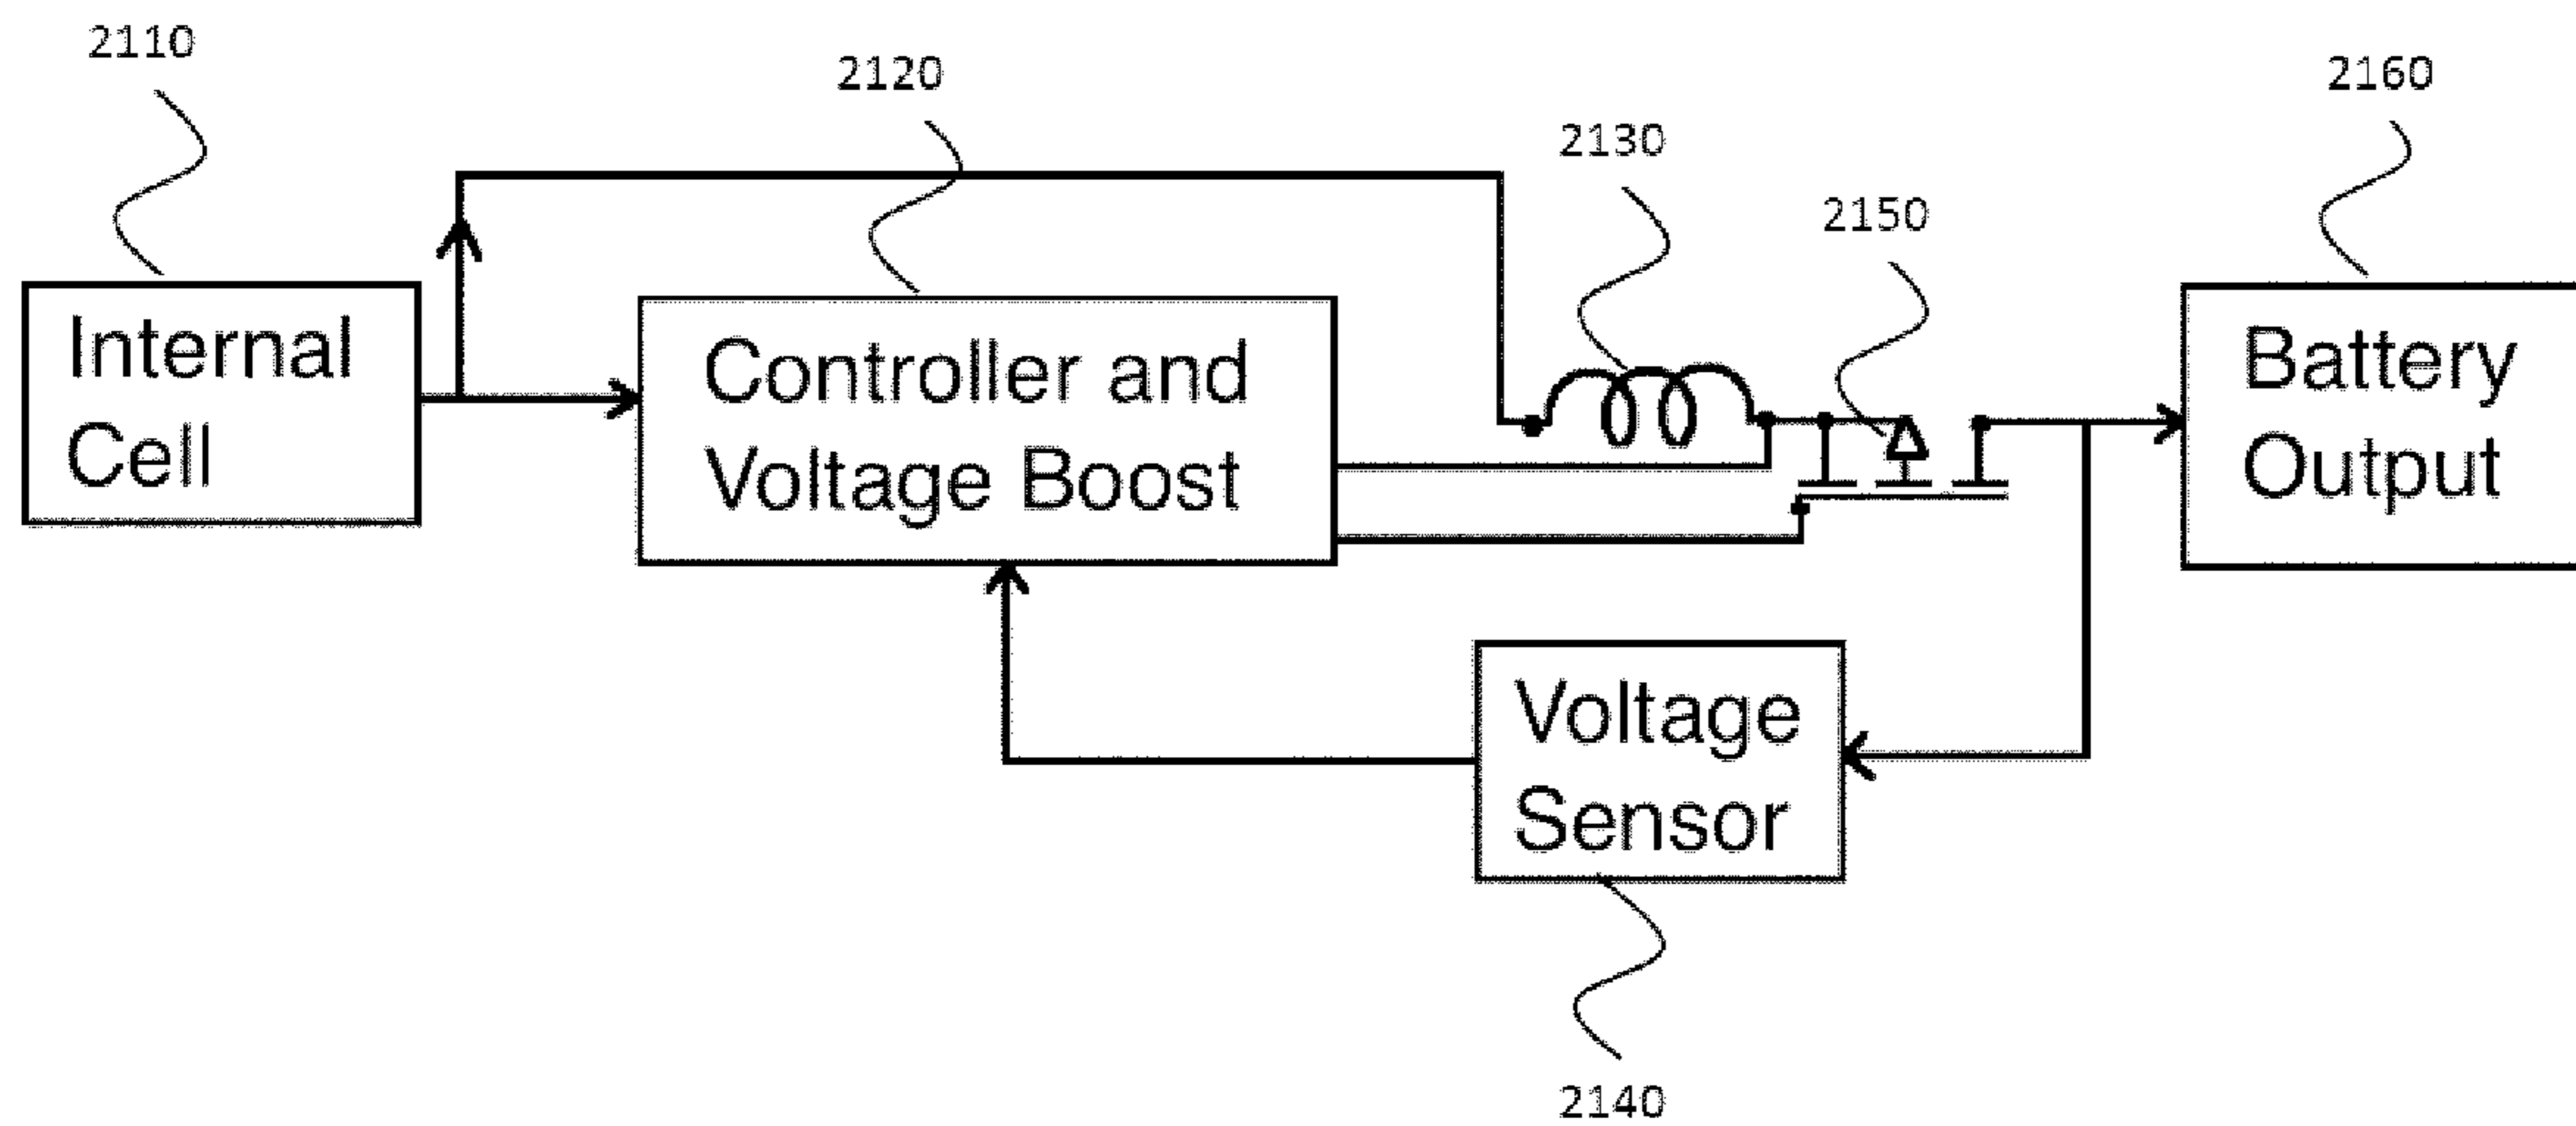 2110
2120
2130
2150
2160
Internal
Cell
Controller and
Voltage Boost
Battery
Output
Voltage
Sensor
2140